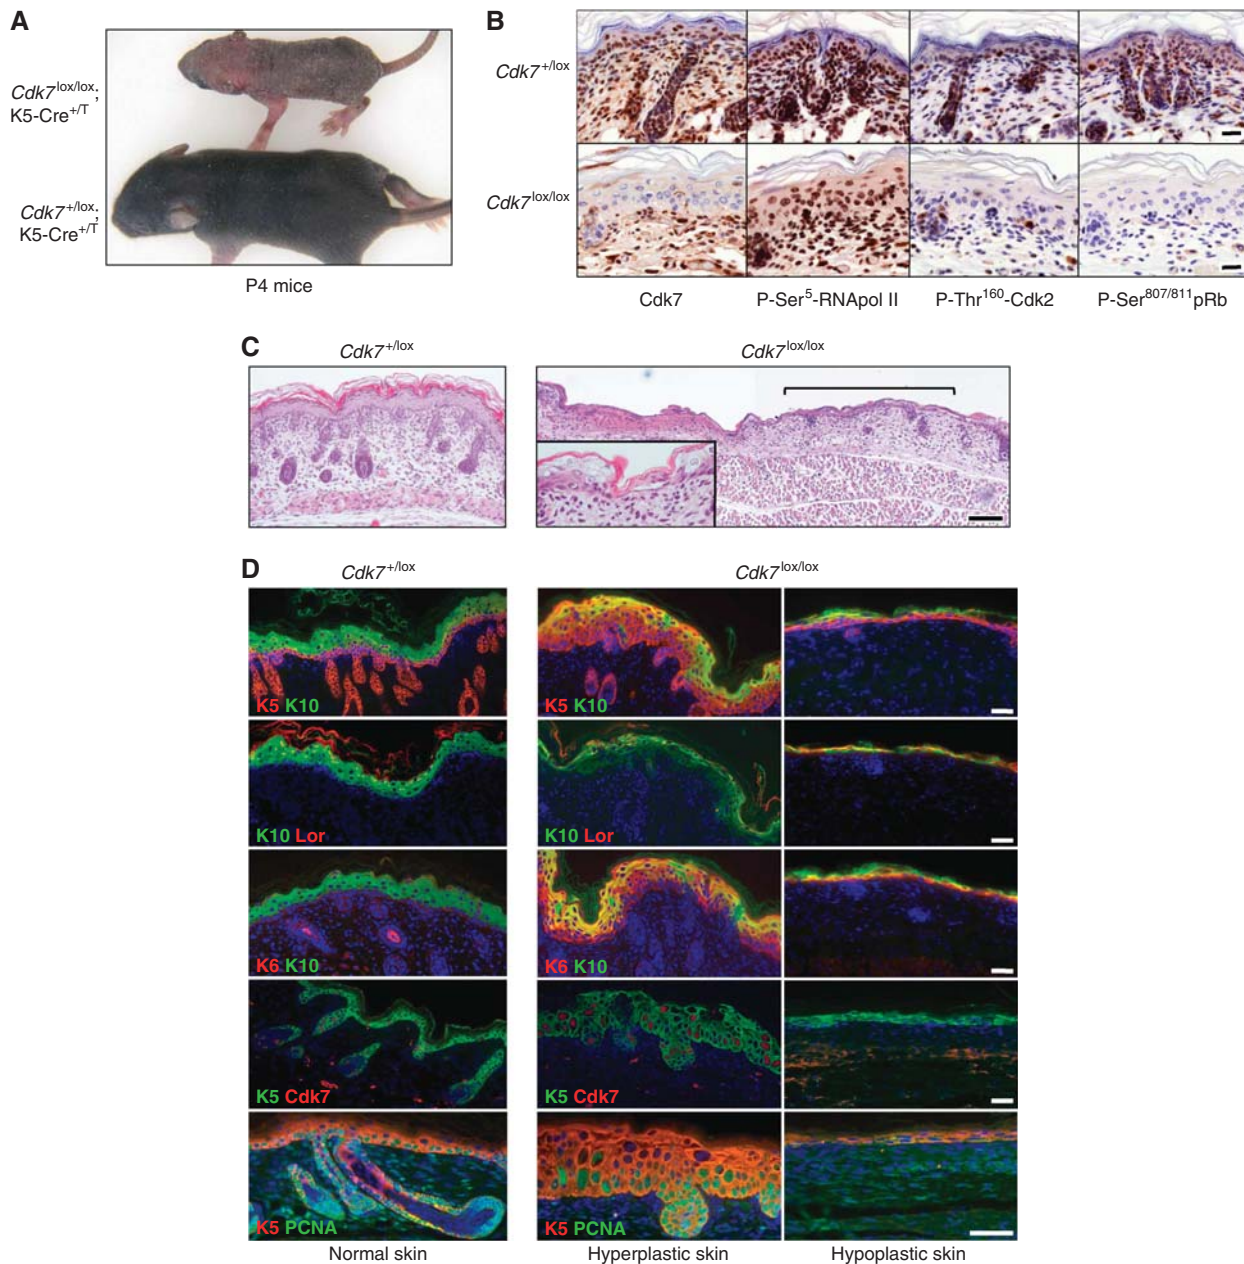 A
Cdk7lox/lox;
K5-Cre+/T
Cdk7+/lox;
K5-Cre+/T
P4 mice
B
Cdk7+/lox
Cdk7lox/lox
Cdk7 P-Ser5-RNApol II P-Thr160-Cdk2 P-Ser807/811pRb
C
Cdk7+/lox Cdk7lox/lox
D
Cdk7+/lox Cdk7lox/lox
K5 K10 K5 K10
K10 Lor K10 Lor
K6 K10 K6 K10
K5 Cdk7 K5 Cdk7
K5 PCNA K5 PCNA
Normal skin Hyperplastic skin Hypoplastic skin